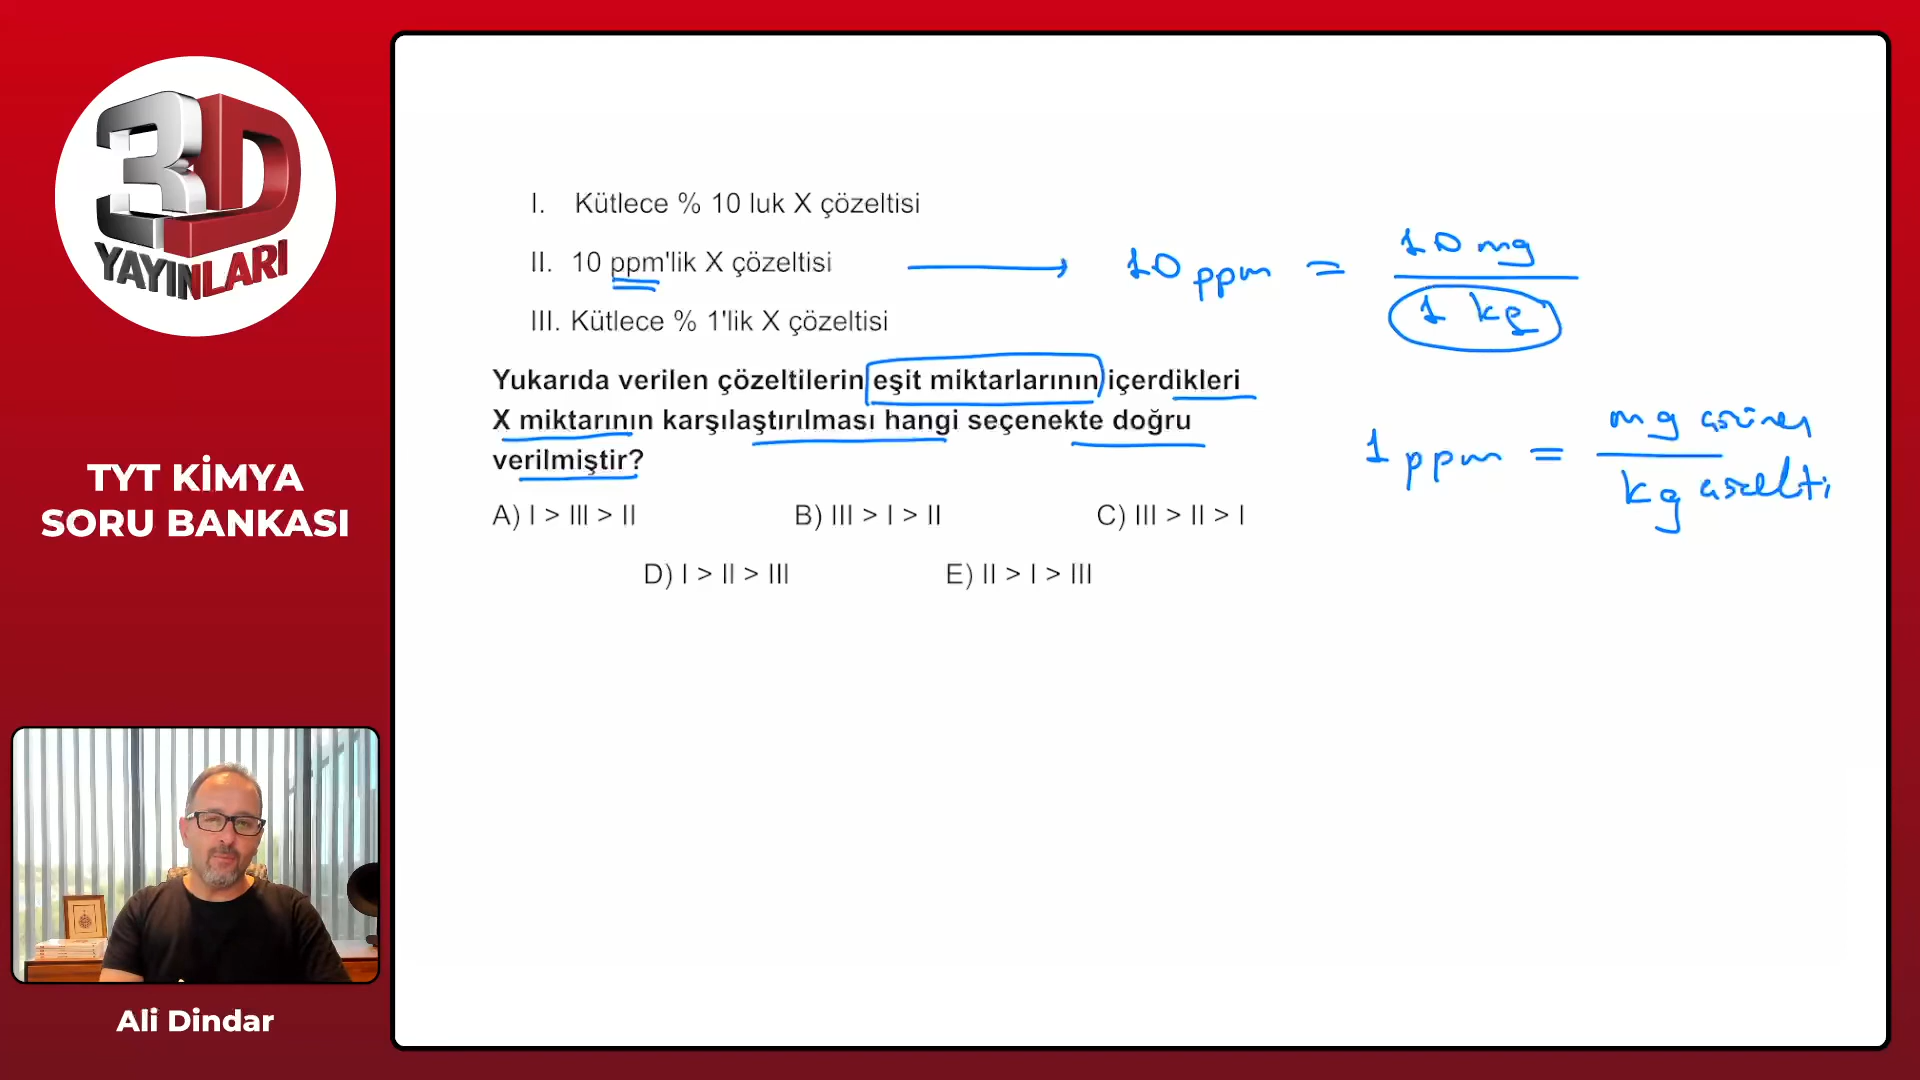 3D
YAYINLARI
TYT KİMYA
SORU BANKASI
Ali Dindar
I. Kütlece % 10 luk X çözeltisi
II. 10 ppm'lik X çözeltisi
III. Kütlece % 1'lik X çözeltisi
10 ppm = 10 mg / 1 kg
Yukarıda verilen çözeltilerin eşit miktarlarının içerdikleri
X miktarının karşılaştırılması hangi seçenekte doğru
verilmiştir?
1 ppm = mg / kg
A) I > III > II B) III > I > II C) III > II > I
D) I > II > III E) II > I > III